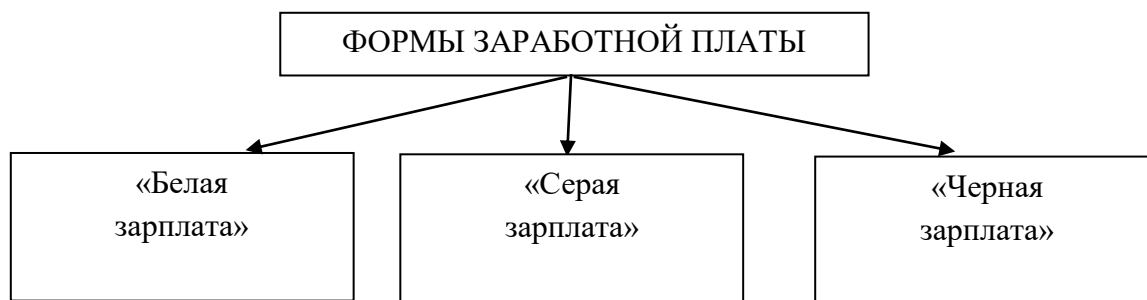 ФОРМЫ ЗАРАБОТНОЙ ПЛАТЫ
«Белая
зарплата»
«Серая
зарплата»
«Черная
зарплата»